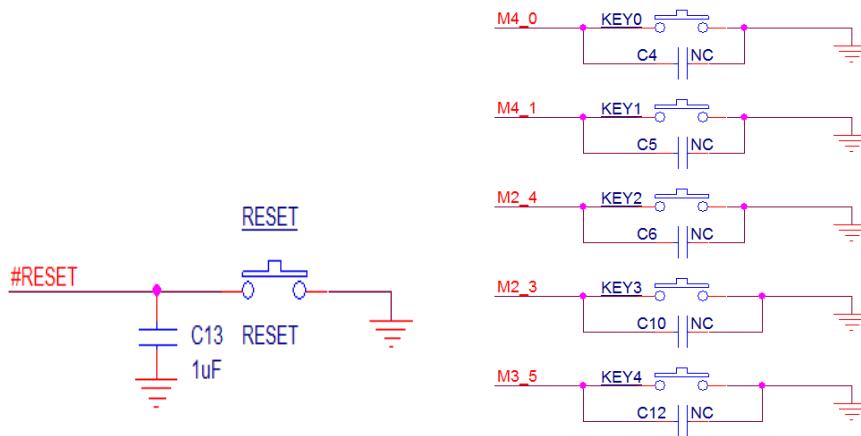 RESET
#RESET
C13 RESET
1uF
M4_0 KEY0
C4 NC
M4_1 KEY1
C5 NC
M2_4 KEY2
C6 NC
M2_3 KEY3
C10 NC
M3_5 KEY4
C12 NC